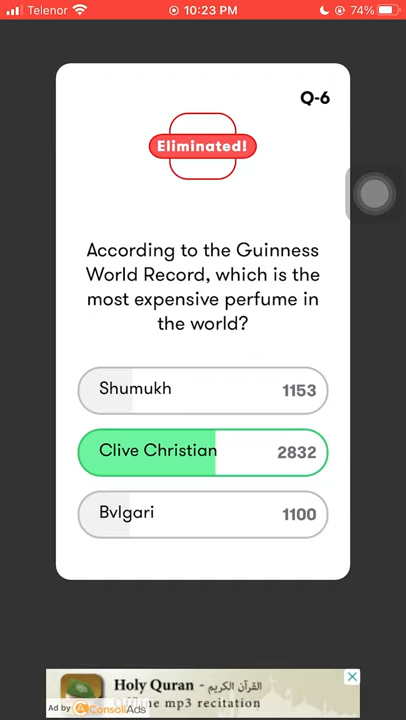 Telenor
10:23 PM
74%
Q-6
Eliminated!
According to the Guinness
World Record, which is the
most expensive perfume in
the world?
Shumukh 1153
Clive Christian 2832
Bvlgari 1100
Holy Quran - القرآن الكريم
mp3 recitation
Ad by ConsoliAds